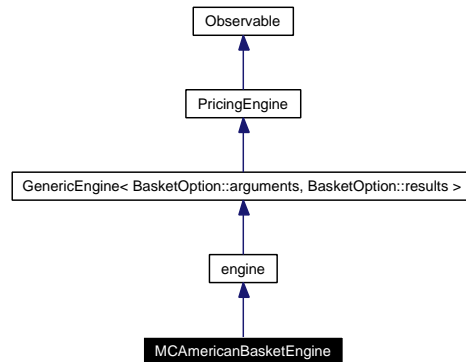 Observable
PricingEngine
GenericEngine< BasketOption::arguments, BasketOption::results >
engine
MCAmericanBasketEngine